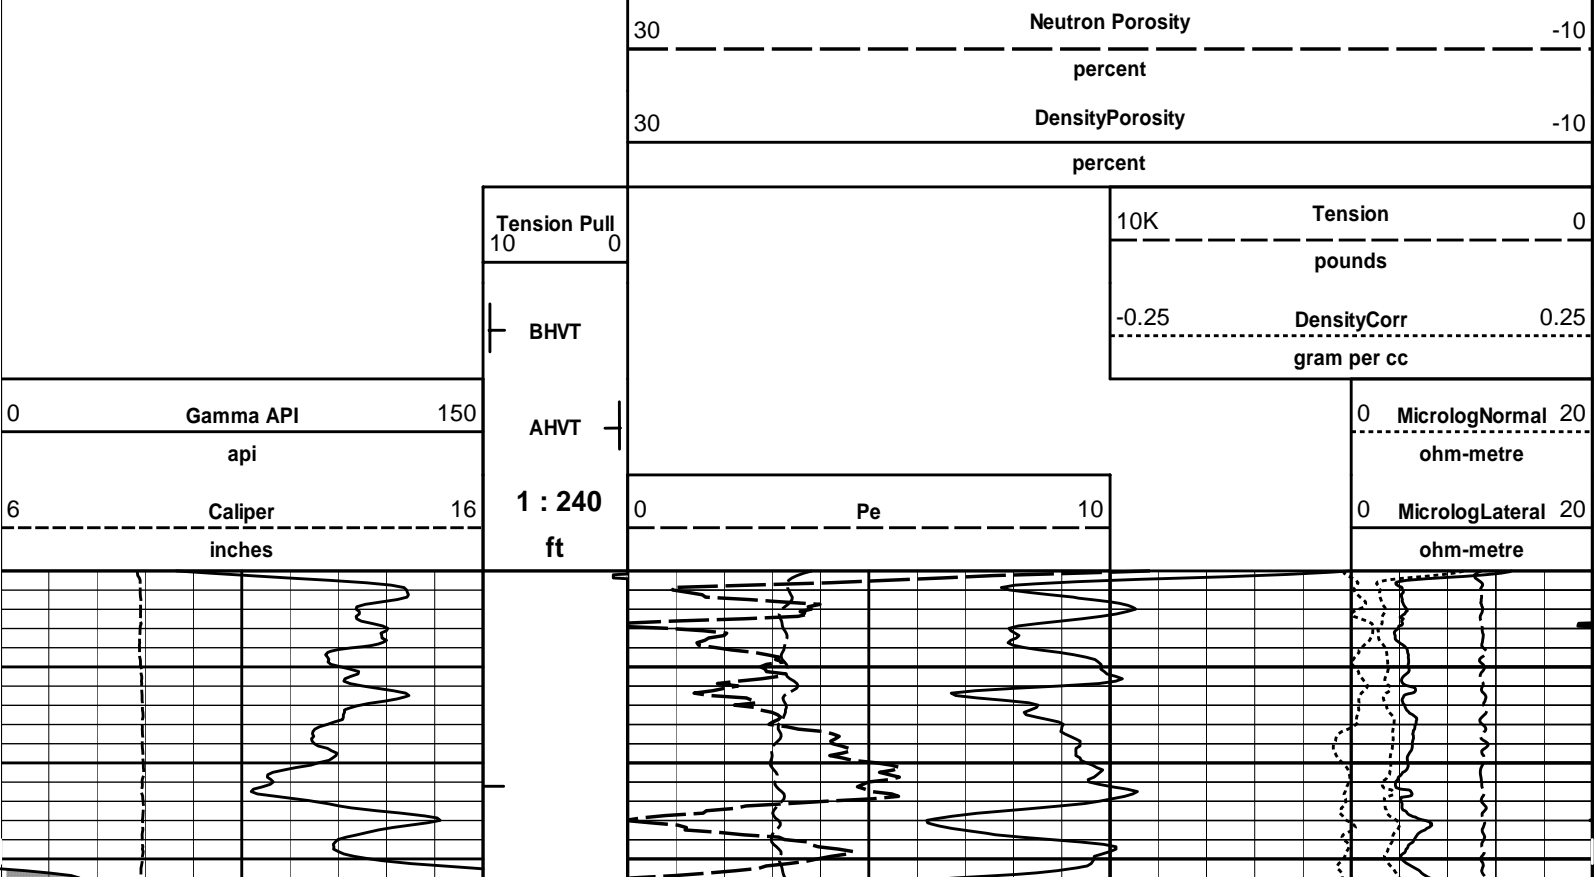 Neutron Porosity
30 -10
percent
DensityPorosity
30 -10
percent
Tension Pull
10 0
BHVT
AHVT
1 : 240
ft
Tension
10K 0
pounds
DensityCorr
-0.25 0.25
gram per cc
Gamma API
0 150
api
Caliper
6 16
inches
Pe
0 10
MicrologNormal
0 20
ohm-metre
MicrologLateral
0 20
ohm-metre